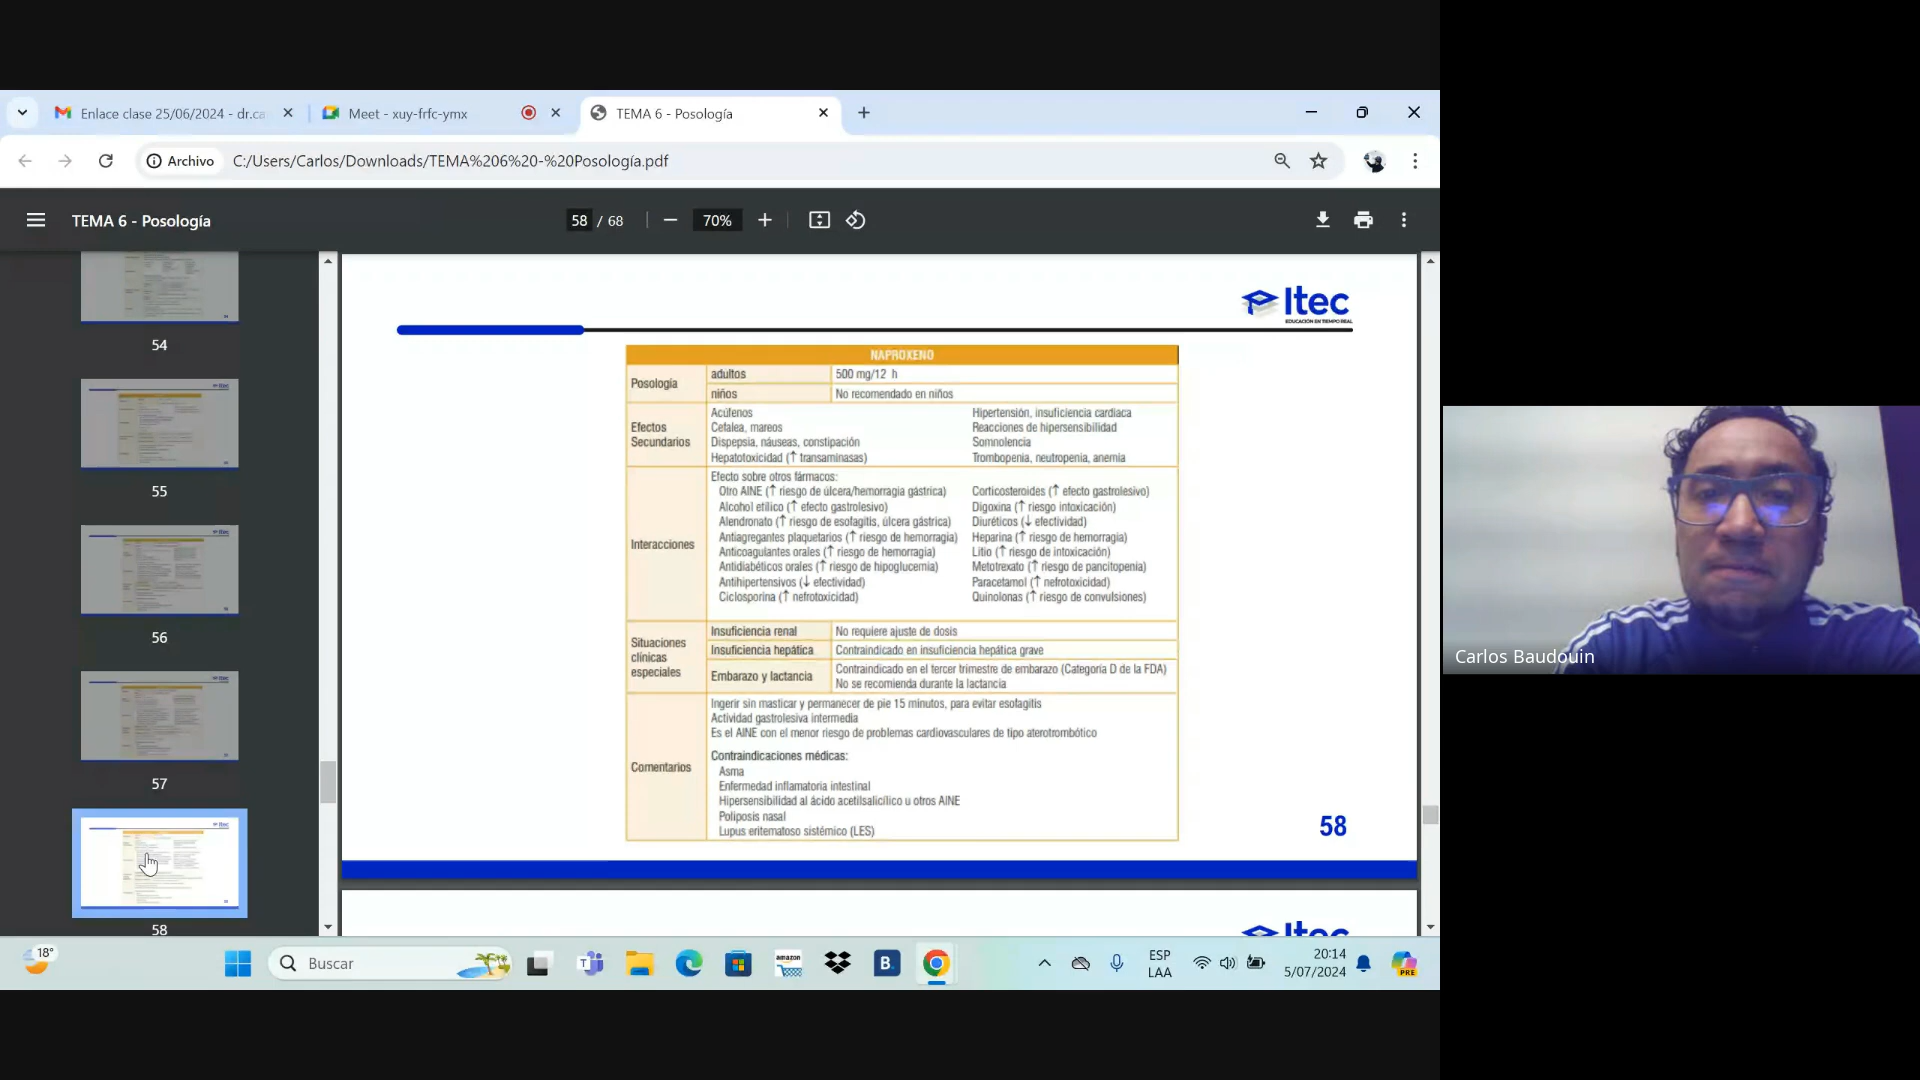 Enlace clase 25/06/2024 - dr.ca
Meet - xuy-frfc-ymx
TEMA 6 - Posología
Archivo
C:/Users/Carlos/Downloads/TEMA%206%20-%20Posología.pdf
TEMA 6 - Posología
58 / 68
70%
54
55
56
57
58
Itec
EDUCACIÓN EN TIEMPO REAL
NAPROXENO
Posología
adultos
500 mg/12 h
niños
No recomendado en niños
Efectos
Secundarios
Acúfenos
Cefalea, mareos
Dispepsia, náuseas, constipación
Hepatotoxicidad (↑ transaminasas)
Hipertensión, insuficiencia cardiaca
Reacciones de hipersensibilidad
Somnolencia
Trombopenia, neutropenia, anemia
Interacciones
Efecto sobre otros fármacos:
Otro AINE (↑ riesgo de úlcera/hemorragia gástrica)
Alcohol etílico (↑ efecto gastrolesivo)
Alendronato (↑ riesgo de esofagitis, úlcera gástrica)
Antiagregantes plaquetarios (↑ riesgo de hemorragia)
Anticoagulantes orales (↑ riesgo de hemorragia)
Antidiabéticos orales (↑ riesgo de hipoglucemia)
Antihipertensivos (↓ efectividad)
Ciclosporina (↑ nefrotoxicidad)
Corticosteroides (↑ efecto gastrolesivo)
Digoxina (↑ riesgo intoxicación)
Diuréticos (↓ efectividad)
Heparina (↑ riesgo de hemorragia)
Litio (↑ riesgo de intoxicación)
Metotrexato (↑ riesgo de pancitopenia)
Paracetamol (↑ nefrotoxicidad)
Quinolonas (↑ riesgo de convulsiones)
Situaciones
clínicas
especiales
Insuficiencia renal
No requiere ajuste de dosis
Insuficiencia hepática
Contraindicado en insuficiencia hepática grave
Embarazo y lactancia
Contraindicado en el tercer trimestre de embarazo (Categoría D de la FDA)
No se recomienda durante la lactancia
Comentarios
Ingerir sin masticar y permanecer de pie 15 minutos, para evitar esofagitis
Actividad gastrolesiva intermedia
Es el AINE con el menor riesgo de problemas cardiovasculares de tipo aterotrombótico
Contraindicaciones médicas:
Asma
Enfermedad inflamatoria intestinal
Hipersensibilidad al ácido acetilsalicílico u otros AINE
Poliposis nasal
Lupus eritematoso sistémico (LES)
58
Itec
Carlos Baudouin
18°
Buscar
amazon
B.
ESP
LAA
20:14
5/07/2024
PRE